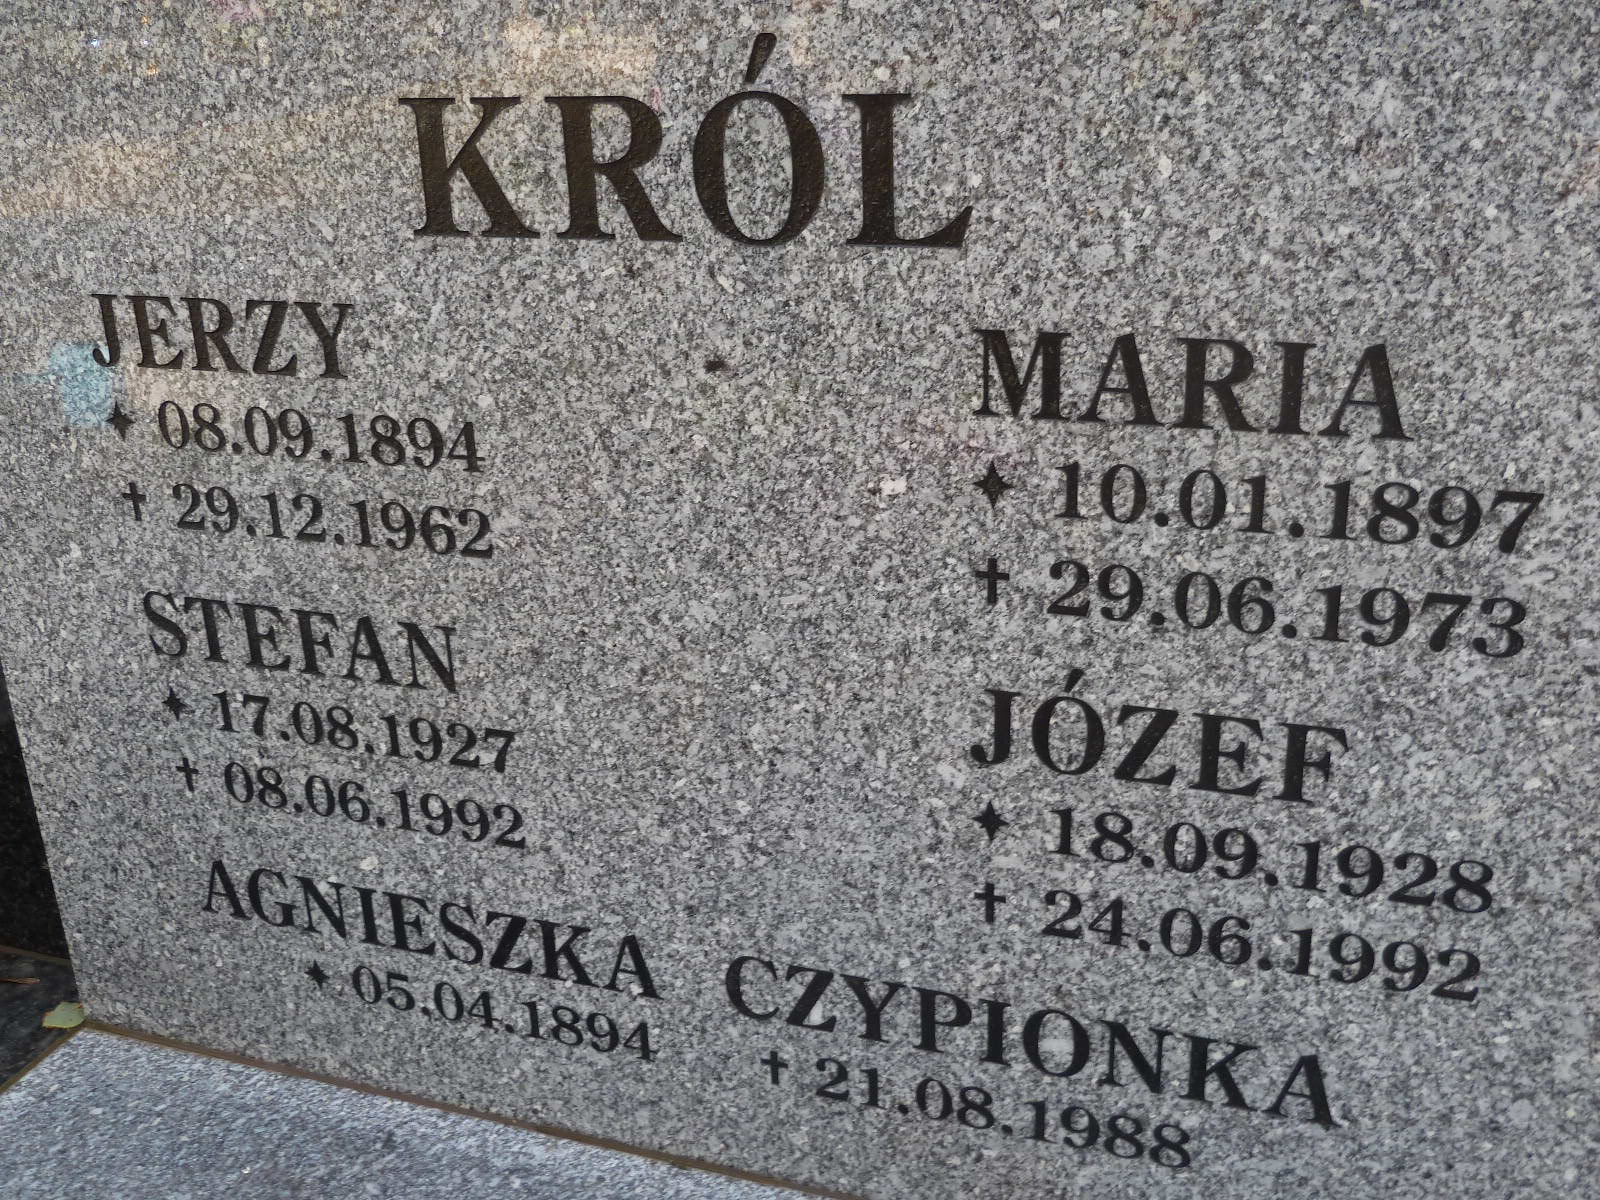 KRÓL
JERZY
✦ 08.09.1894
† 29.12.1962
MARIA
✦ 10.01.1897
† 29.06.1973
STEFAN
✦ 17.08.1927
† 08.06.1992
JÓZEF
✦ 18.09.1928
† 24.06.1992
AGNIESZKA CZYPIONKA
✦ 05.04.1894 † 21.08.1988